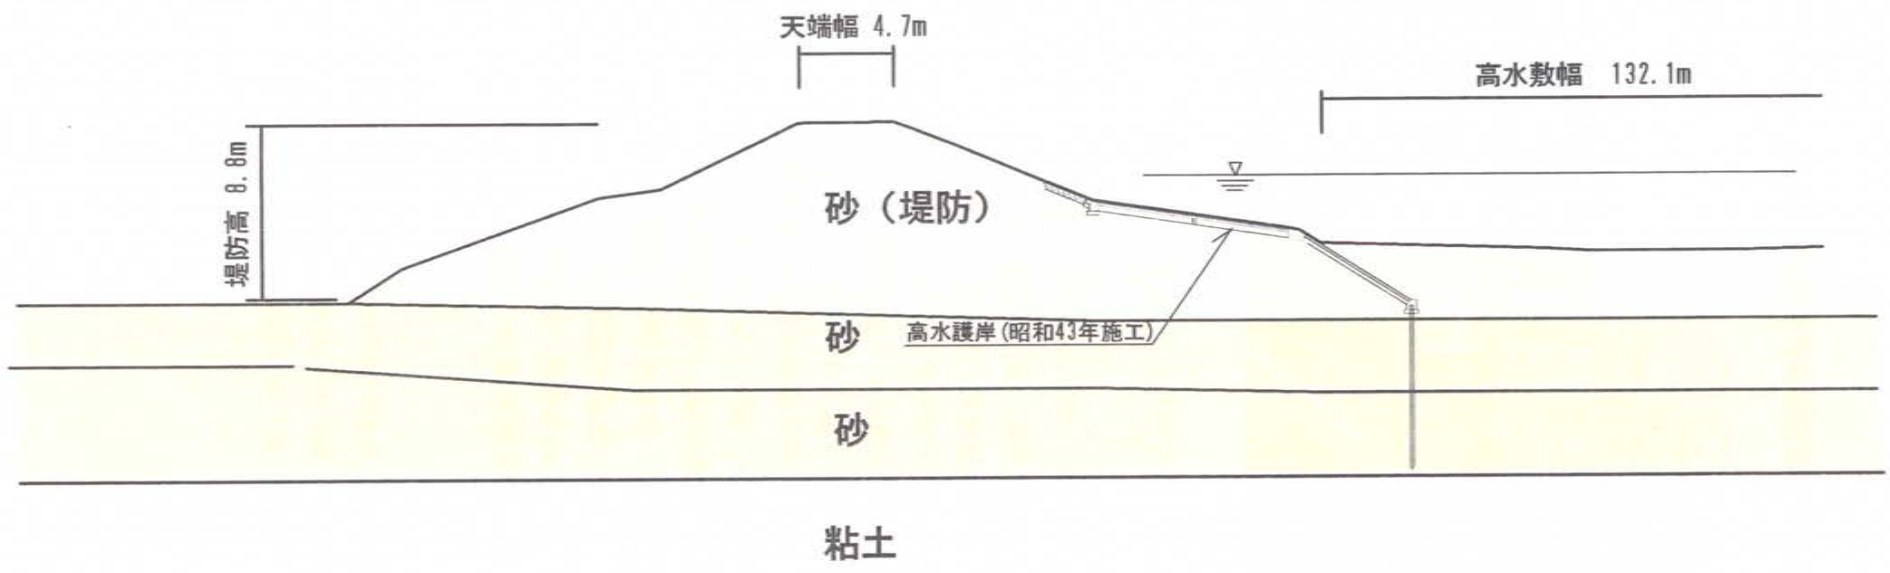 天端幅 4.7m
高水敷幅 132.1m
堤防高 8.8m
砂（堤防）
砂
高水護岸(昭和43年施工)
砂
粘土